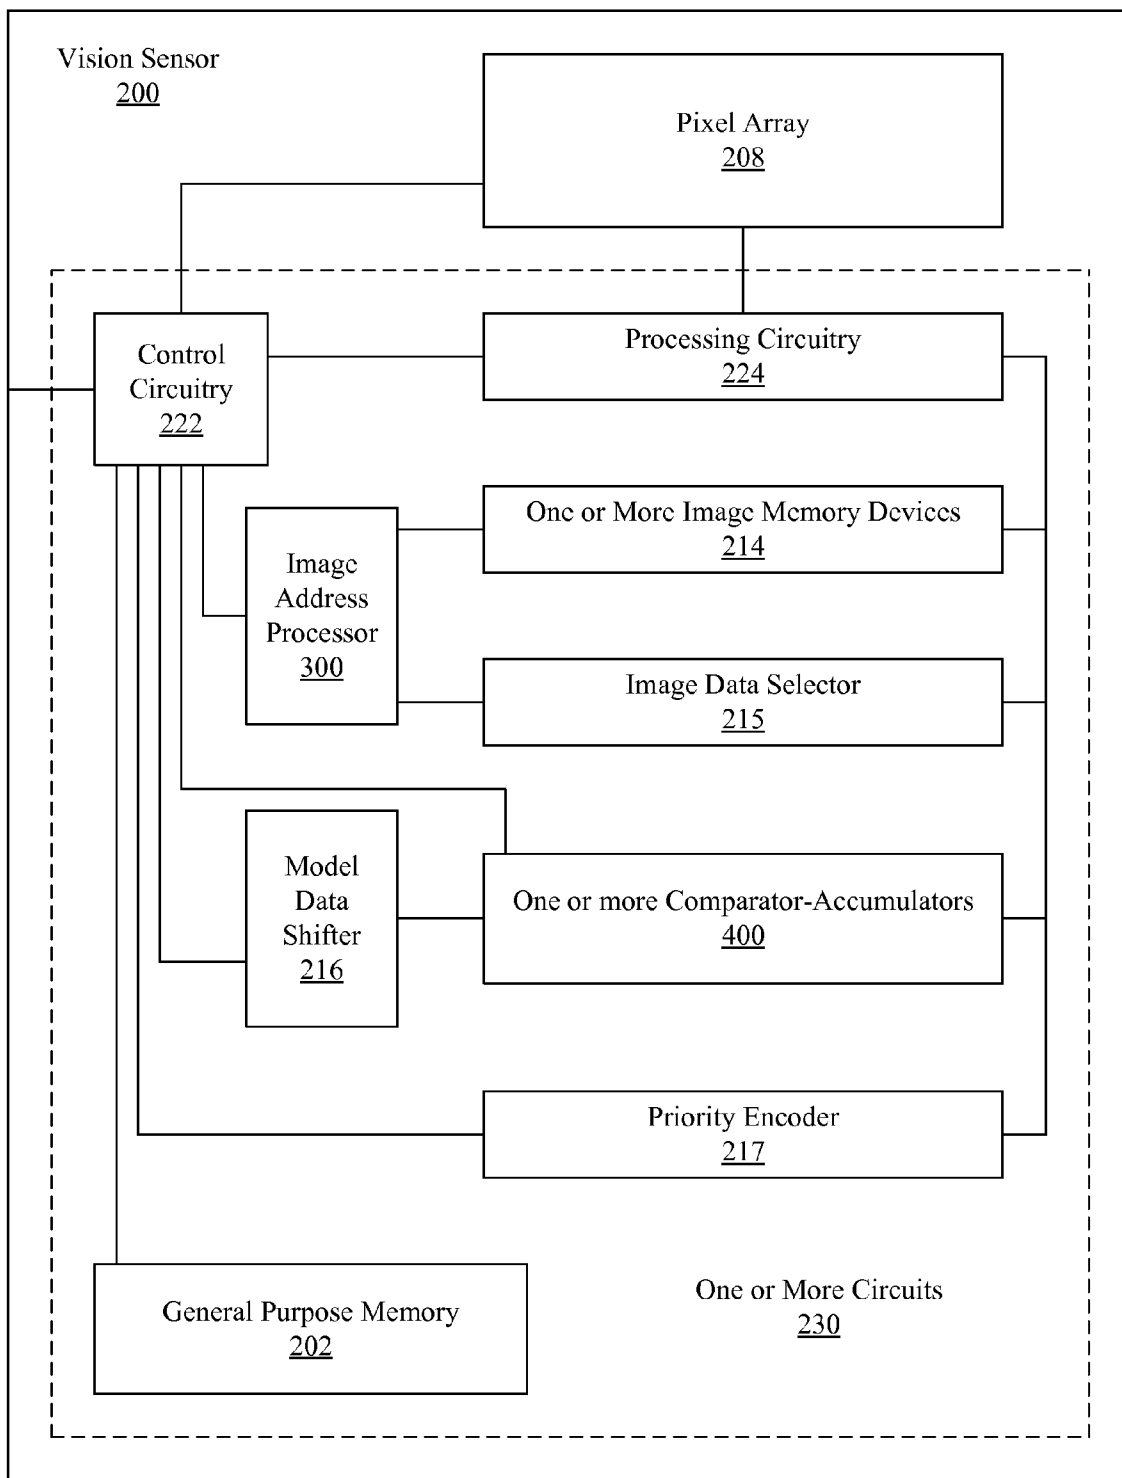 Vision Sensor
200
Pixel Array
208
Control
Circuitry
222
Processing Circuitry
224
One or More Image Memory Devices
214
Image
Address
Processor
300
Image Data Selector
215
Model
Data
Shifter
216
One or more Comparator-Accumulators
400
Priority Encoder
217
General Purpose Memory
202
One or More Circuits
230